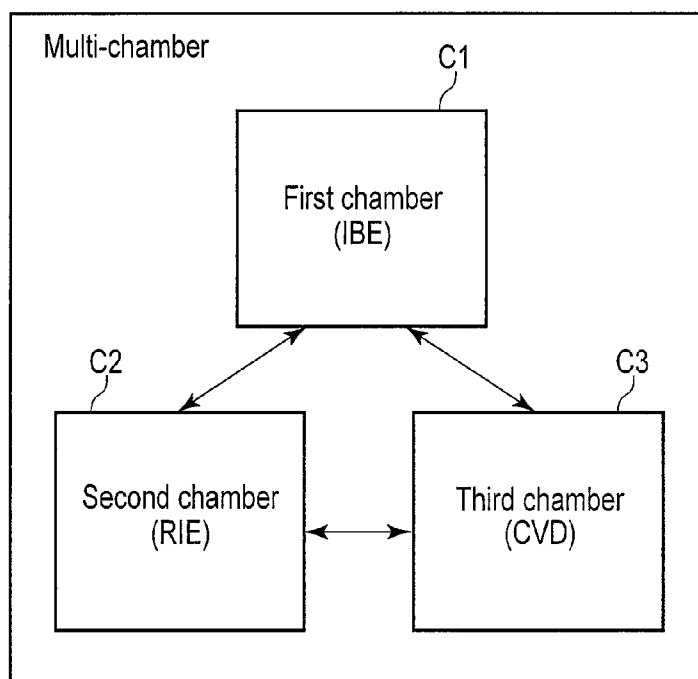 Multi-chamber
C1
First chamber
(IBE)
C2
Second chamber
(RIE)
C3
Third chamber
(CVD)